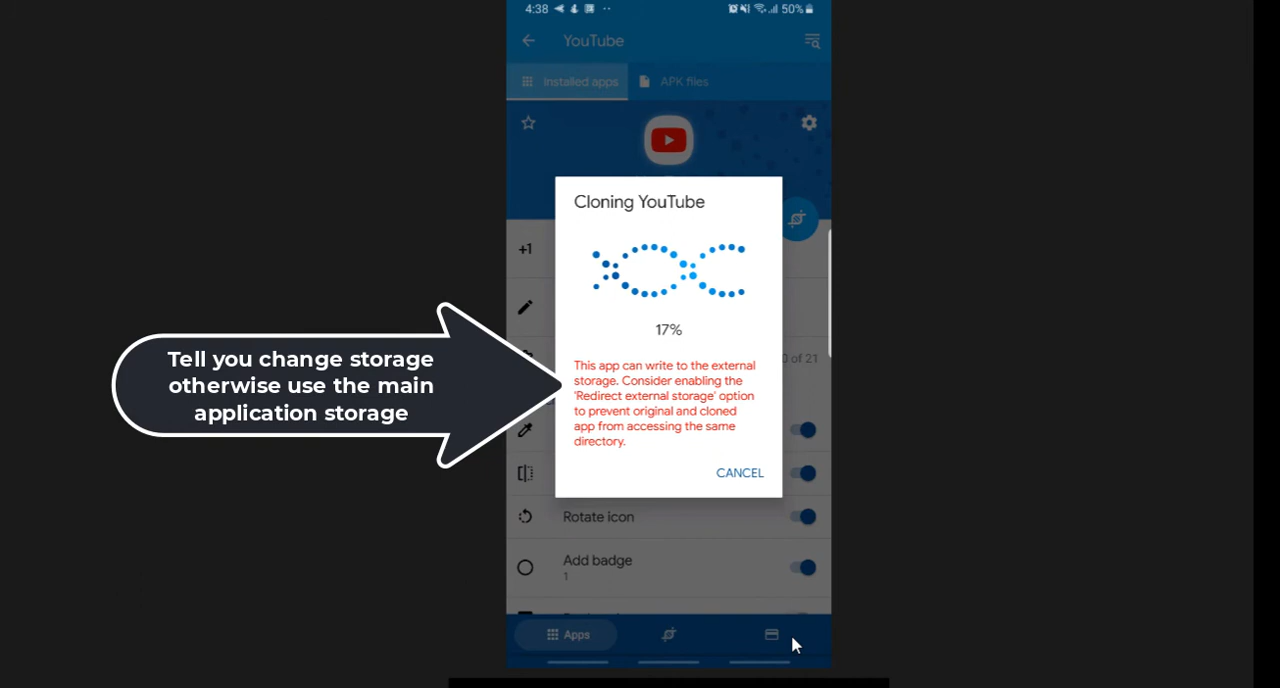 4:38
50%
YouTube
Installed apps
APK files
Cloning YouTube
+1
17%
Tell you change storage
otherwise use the main
application storage
This app can write to the external
storage. Consider enabling the
'Redirect external storage' option
to prevent original and cloned
app from accessing the same
directory.
0 of 21
CANCEL
Rotate icon
Add badge
1
Apps